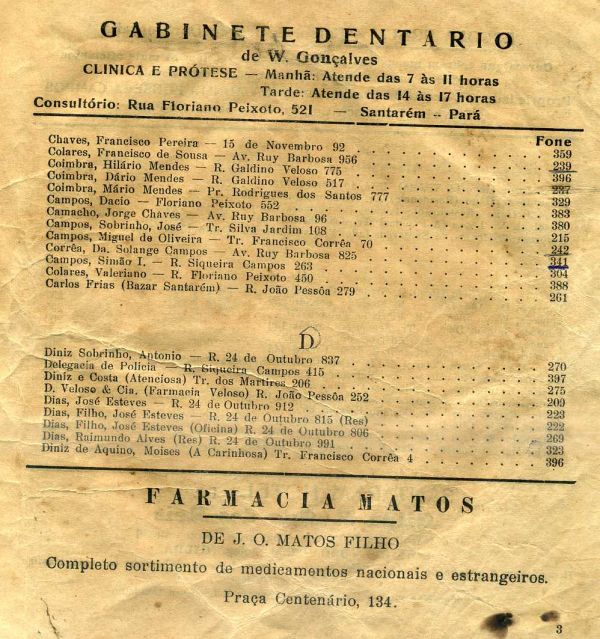 GABINETE DENTARIO
de W. Gonçalves
CLINICA E PRÓTESE — Manhã: Atende das 7 às 11 horas
Tarde: Atende das 14 às 17 horas
Consultório: Rua Floriano Peixoto, 521 — Santarém -- Pará
Fone
Chaves, Francisco Pereira — 15 de Novembro 92 359
Colares, Francisco de Sousa — Av. Ruy Barbosa 956 239
Coimbra, Hilário Mendes — R. Galdino Veloso 775 396
Coimbra, Dário Mendes — R. Galdino Veloso 517 287
Coimbra, Mário Mendes — Pr. Rodrigues dos Santos 777 329
Campos, Dacio — Floriano Peixoto 552 383
Camacho, Jorge Chaves — Av. Ruy Barbosa 96 380
Campos, Sobrinho, José — Tr. Silva Jardim 108 215
Campos, Miguel de Oliveira — Tr. Francisco Corrêa 70 242
Corrêa, Da. Solange Campos — Av. Ruy Barbosa 825 341
Campos, Simão I. — R. Siqueira Campos 263 304
Colares, Valeriano — R. Floriano Peixoto 450 388
Carlos Frias (Bazar Santarém) — R. João Pessôa 279 261
D
Diniz Sobrinho, Antonio — R. 24 de Outubro 837 270
Delegacia de Policia — R. Siqueira Campos 415 397
Diniz e Costa (Atenciosa) Tr. dos Martires 206 275
D. Veloso & Cia. (Farmacia Veloso) R. João Pessôa 252 209
Dias, José Esteves — R. 24 de Outubro 912 223
Dias, Filho, José Esteves — R. 24 de Outubro 815 (Res) 222
Dias, Filho, José Esteves (Oficina) R. 24 de Outubro 806 269
Dias, Raimundo Alves (Res) R. 24 de Outubro 991 323
Diniz de Aquino, Moises (A Carinhosa) Tr. Francisco Corrêa 4 396
FARMACIA MATOS
DE J. O. MATOS FILHO
Completo sortimento de medicamentos nacionais e estrangeiros.
Praça Centenário, 134.
3